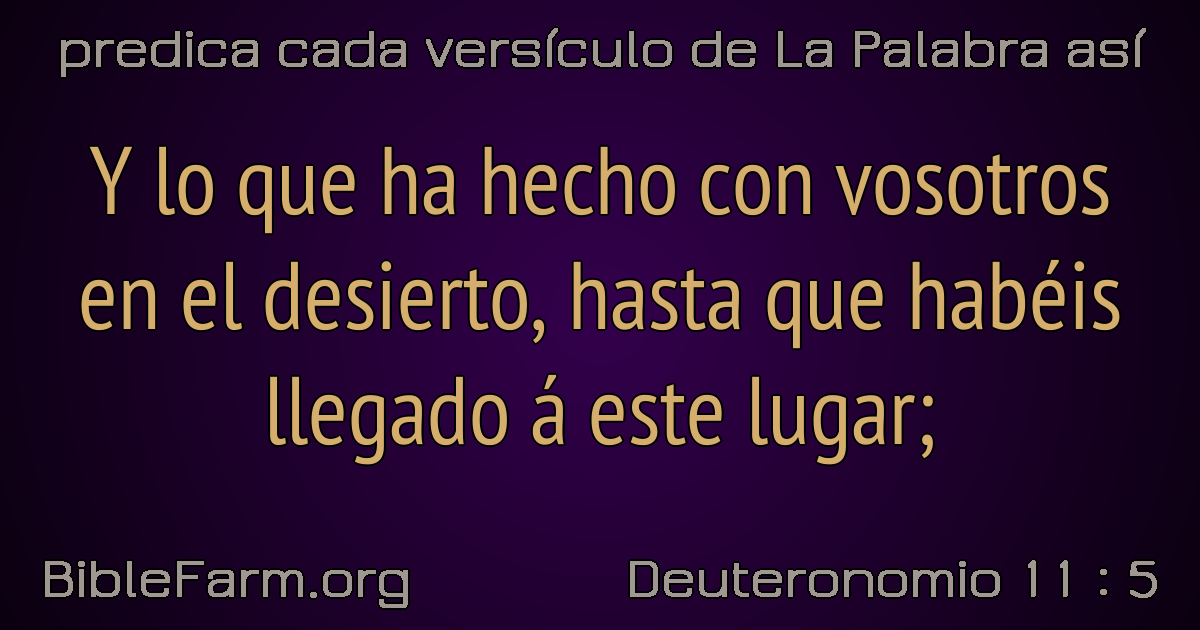 predica cada versículo de La Palabra así
Y lo que ha hecho con vosotros
en el desierto, hasta que habéis
llegado á este lugar;
BibleFarm.org
Deuteronomio 11 : 5